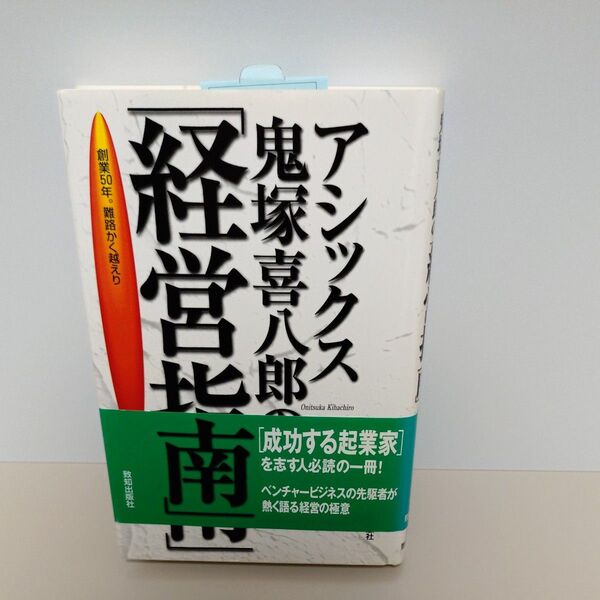 アシックス
鬼塚喜八郎の
「経営指南」
創業50年。難路かく越えり
Onitsuka Kihachiro
[成功する起業家]
を志す人必読の一冊!
ベンチャービジネスの先駆者が
熱く語る経営の極意
致知出版社
社